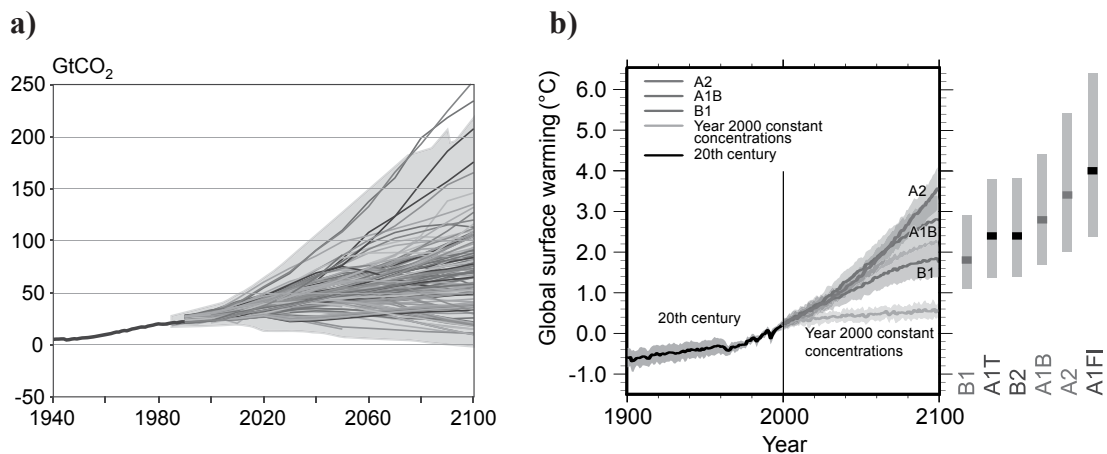 a)
b)
GtCO2
250
200
150
100
50
0
-50
1940
1960
1980
2020
2060
2100
Global surface warming (°C)
6.0
5.0
4.0
3.0
2.0
1.0
0.0
-1.0
A2
A1B
B1
Year 2000 constant
concentrations
20th century
A2
A1B
B1
20th century
Year 2000 constant
concentrations
1900
2000
2100
Year
B1
A1T
B2
A1B
A2
A1FI